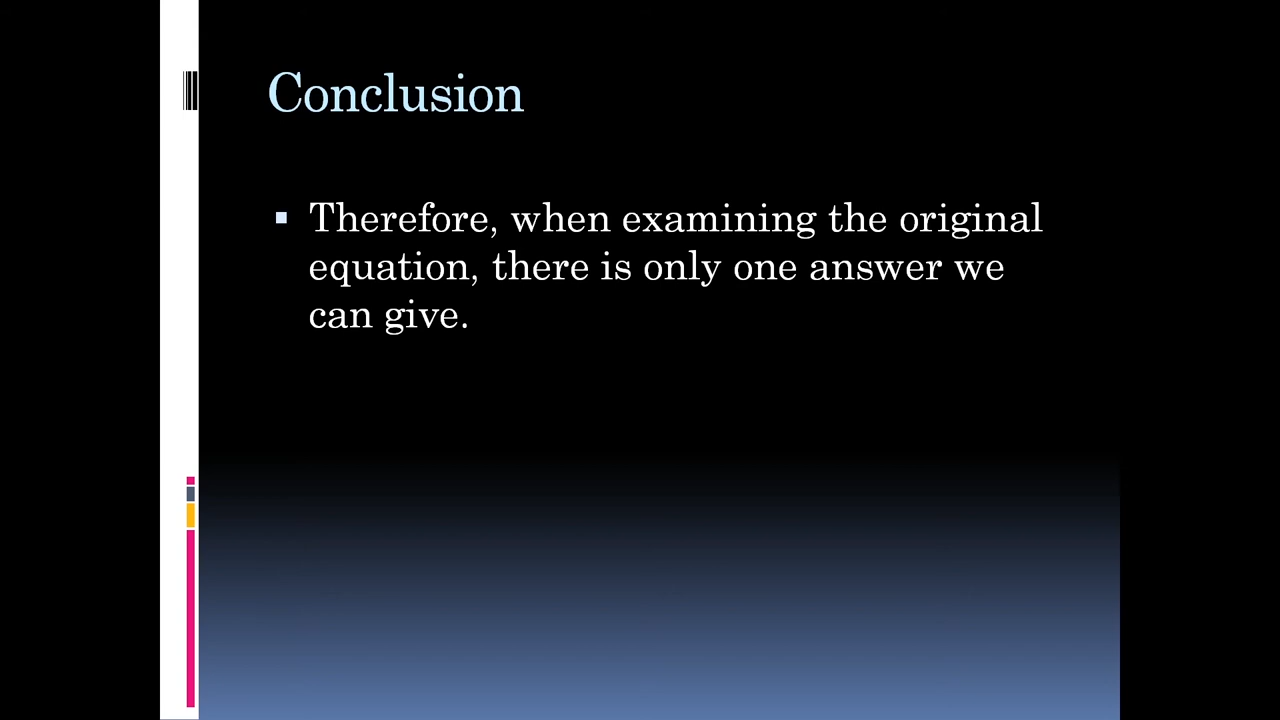 Conclusion
Therefore, when examining the original
equation, there is only one answer we
can give.